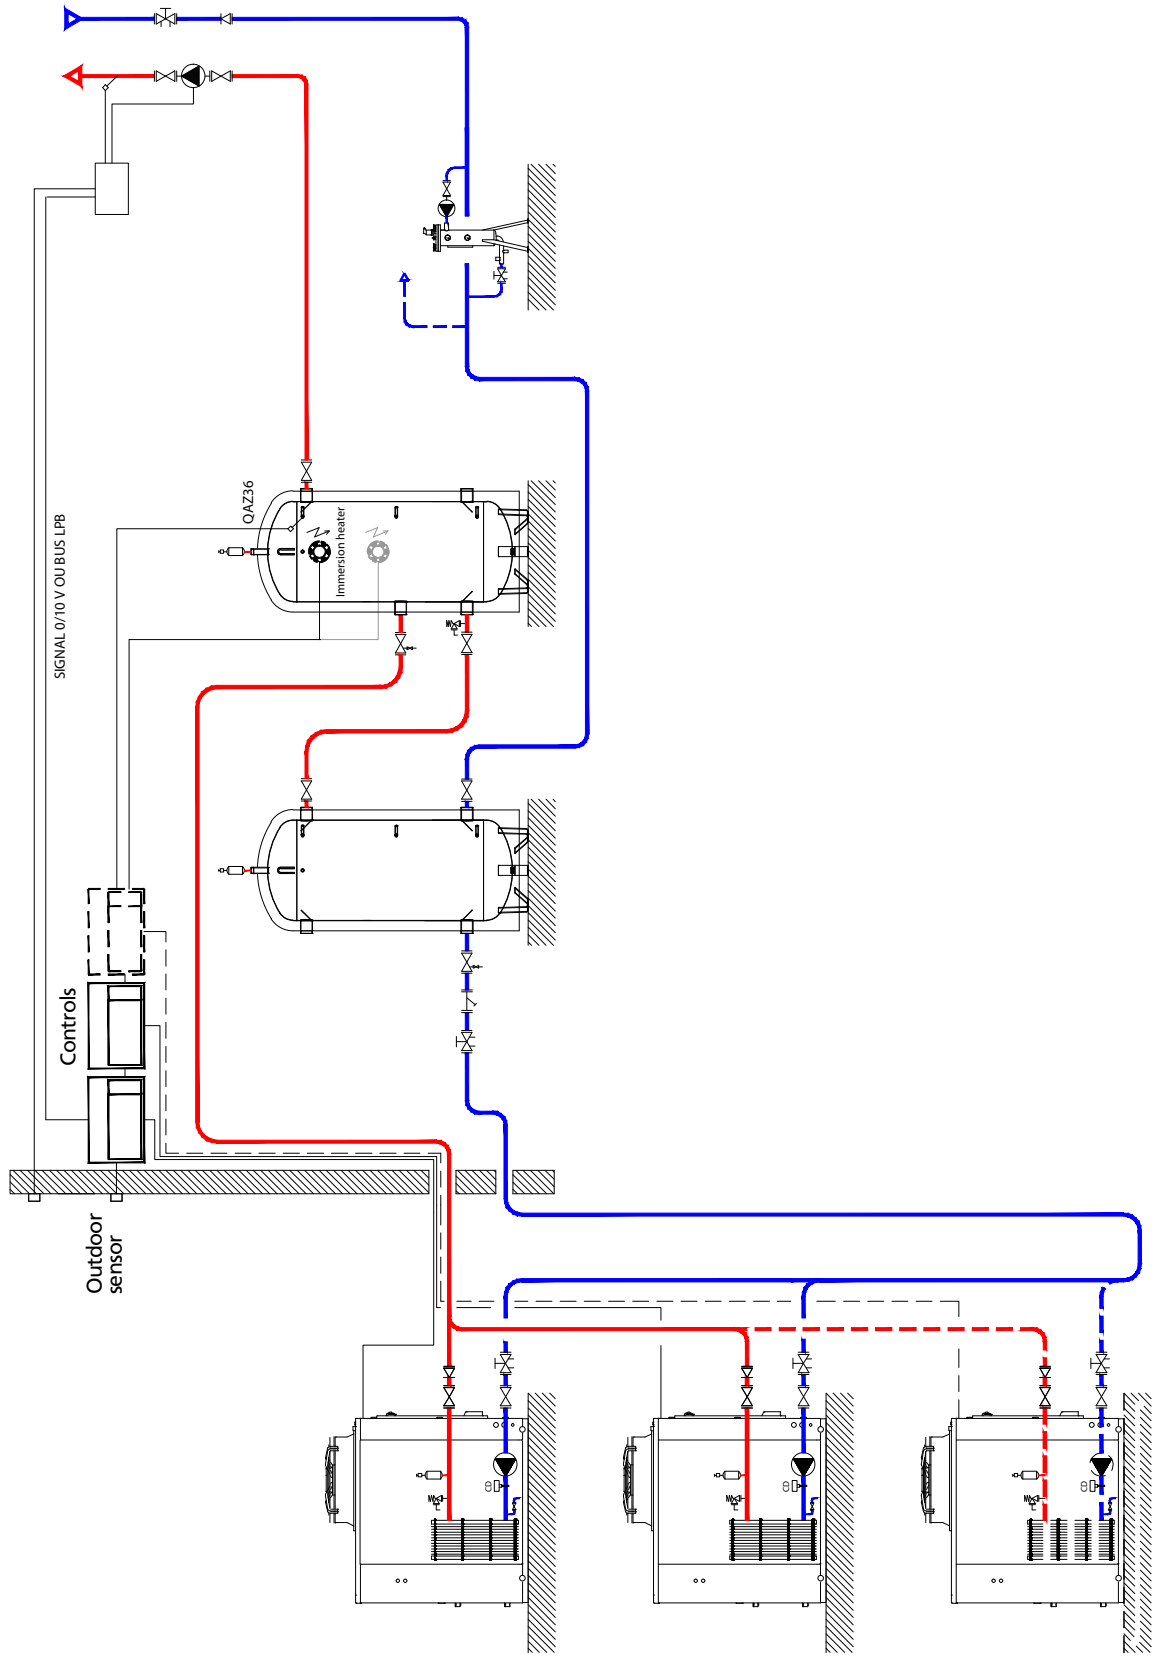 SIGNAL 0/10 V OU BUS LPB
QAZ36
Immersion heater
Controls
Outdoor
sensor